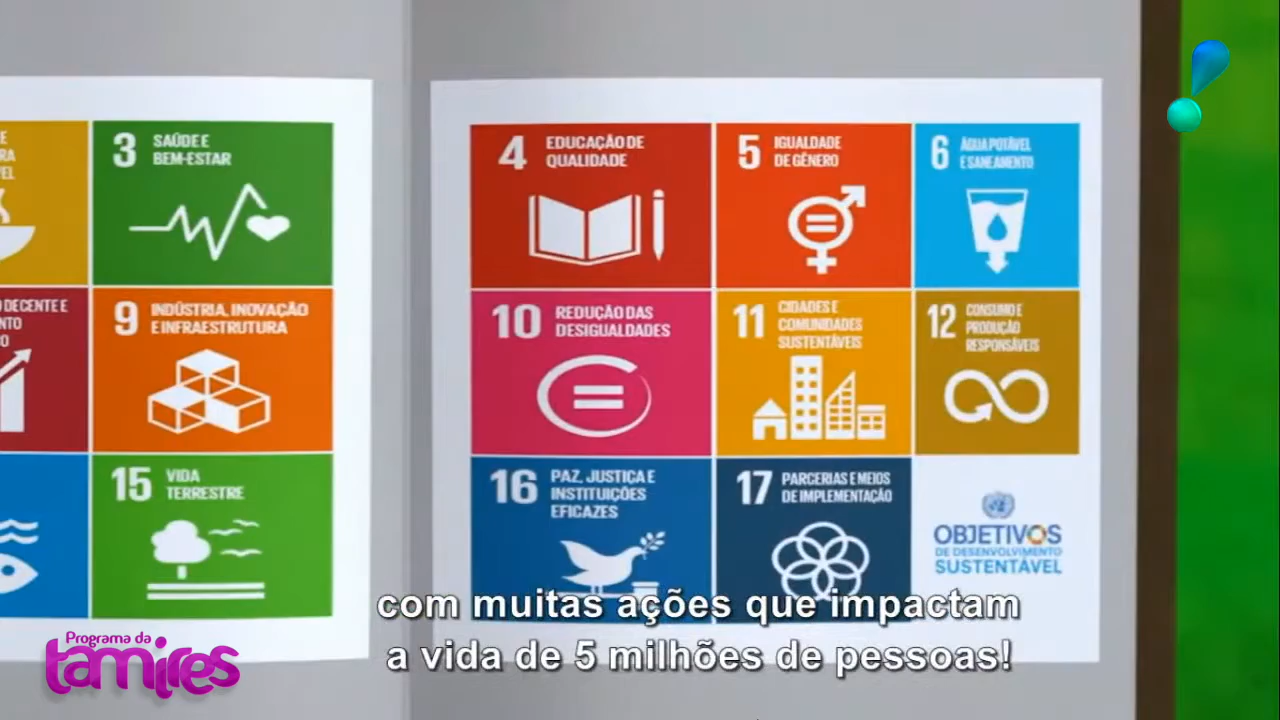 E
RA
VEL
3 SAÚDE E
BEM-ESTAR
4 EDUCAÇÃO DE
QUALIDADE
5 IGUALDADE
DE GÊNERO
6 ÁGUA POTÁVEL
E SANEAMENTO
O DECENTE E
NTO
O
9 INDÚSTRIA, INOVAÇÃO
E INFRAESTRUTURA
10 REDUÇÃO DAS
DESIGUALDADES
11 CIDADES E
COMUNIDADES
SUSTENTÁVEIS
12 CONSUMO E
PRODUÇÃO
RESPONSÁVEIS
15 VIDA
TERRESTRE
16 PAZ, JUSTIÇA E
INSTITUIÇÕES
EFICAZES
17 PARCERIAS E MEIOS
DE IMPLEMENTAÇÃO
OBJETIVOS
DE DESENVOLVIMENTO
SUSTENTÁVEL
com muitas ações que impactam
a vida de 5 milhões de pessoas!
Programa da
tamires